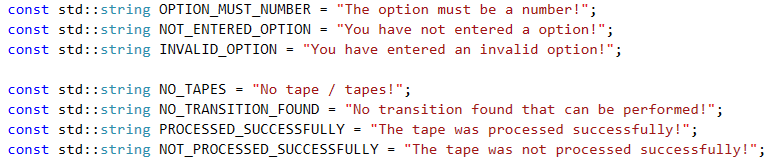 const std::string OPTION_MUST_NUMBER = "The option must be a number!";
const std::string NOT_ENTERED_OPTION = "You have not entered a option!";
const std::string INVALID_OPTION = "You have entered an invalid option!";
const std::string NO_TAPES = "No tape / tapes!";
const std::string NO_TRANSITION_FOUND = "No transition found that can be performed!";
const std::string PROCESSED_SUCCESSFULLY = "The tape was processed successfully!";
const std::string NOT_PROCESSED_SUCCESSFULLY = "The tape was not processed successfully!";